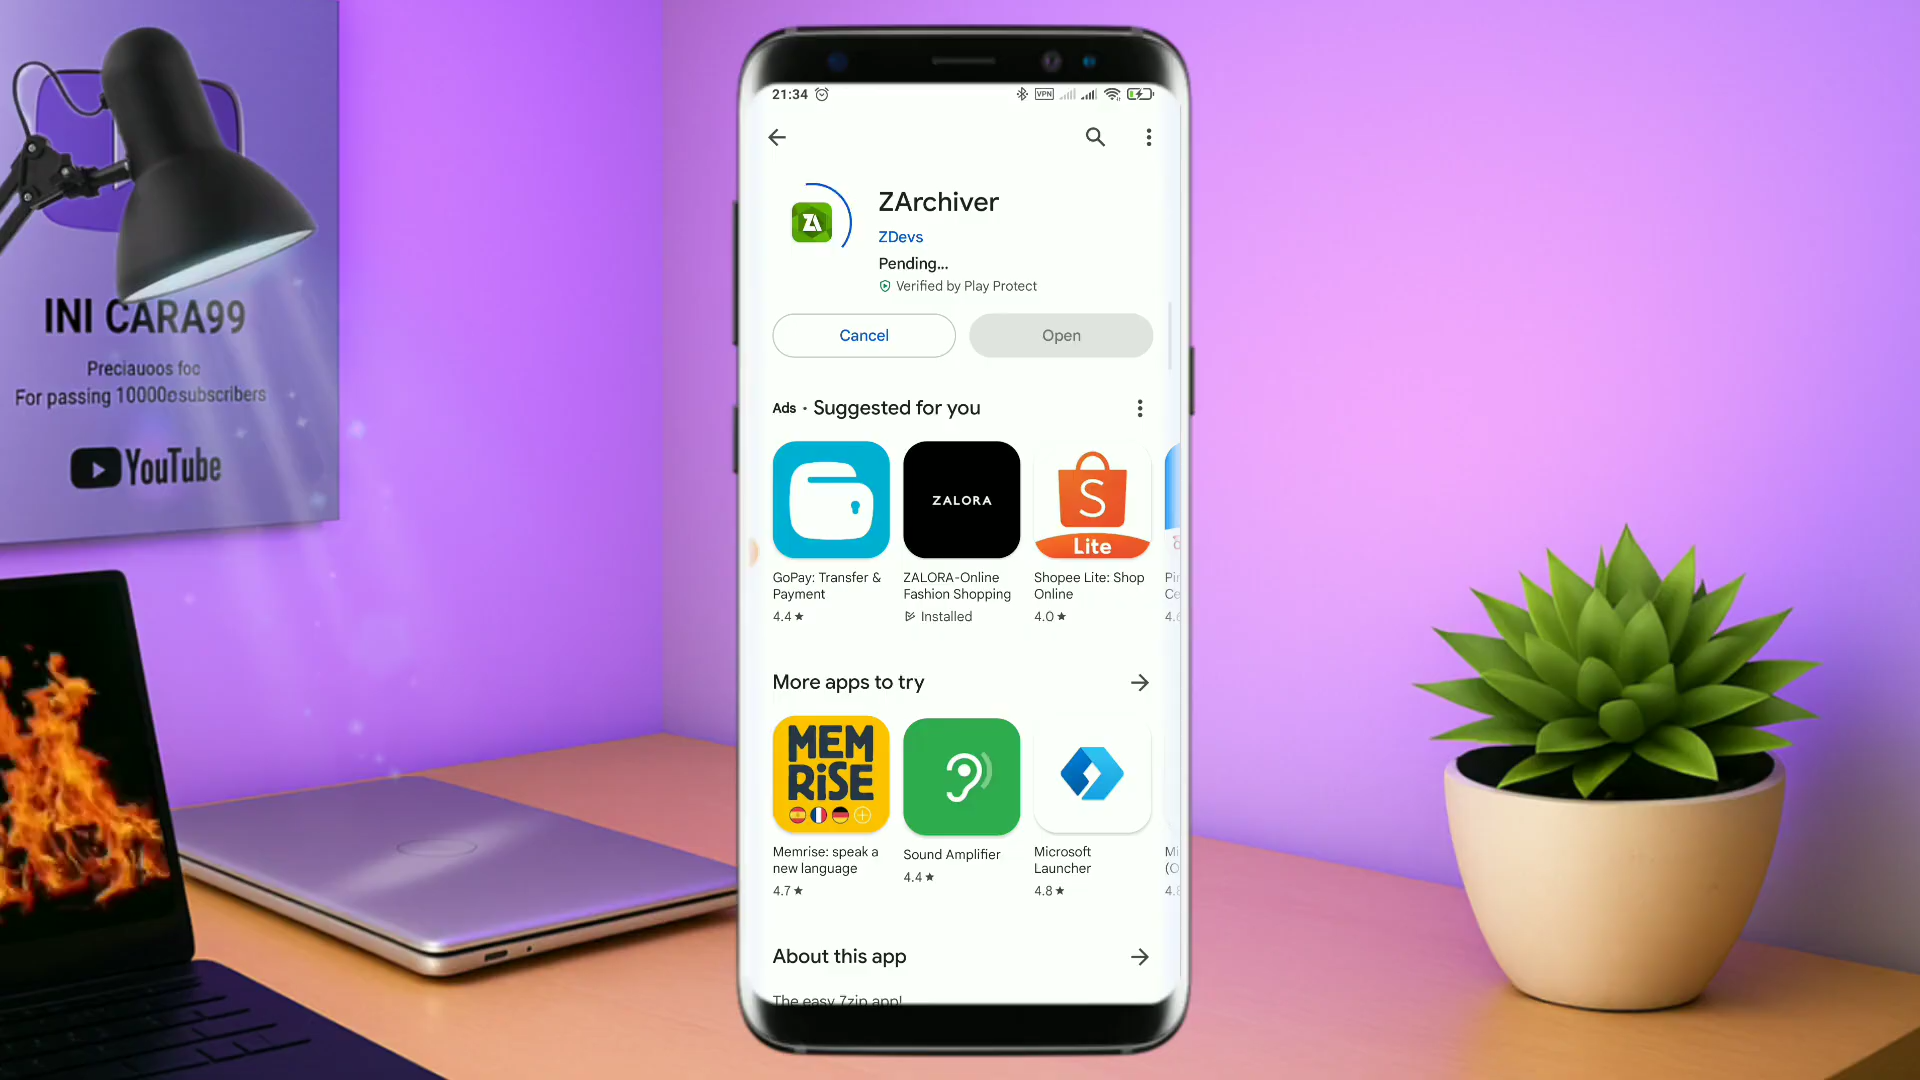 INI CARA99
Preciauoos foc
For passing 10000osubscribers
YouTube
21:34
VPN
ZArchiver
ZA
ZDevs
Pending...
Verified by Play Protect
Cancel
Open
Ads • Suggested for you
ZALORA
S
Lite
GoPay: Transfer &
Payment
4.4 ★
ZALORA-Online
Fashion Shopping
Installed
Shopee Lite: Shop
Online
4.0 ★
More apps to try
MEM
RiSE
Memrise: speak a
new language
4.7 ★
Sound Amplifier
4.4 ★
Microsoft
Launcher
4.8 ★
About this app
The easy 7zip app!